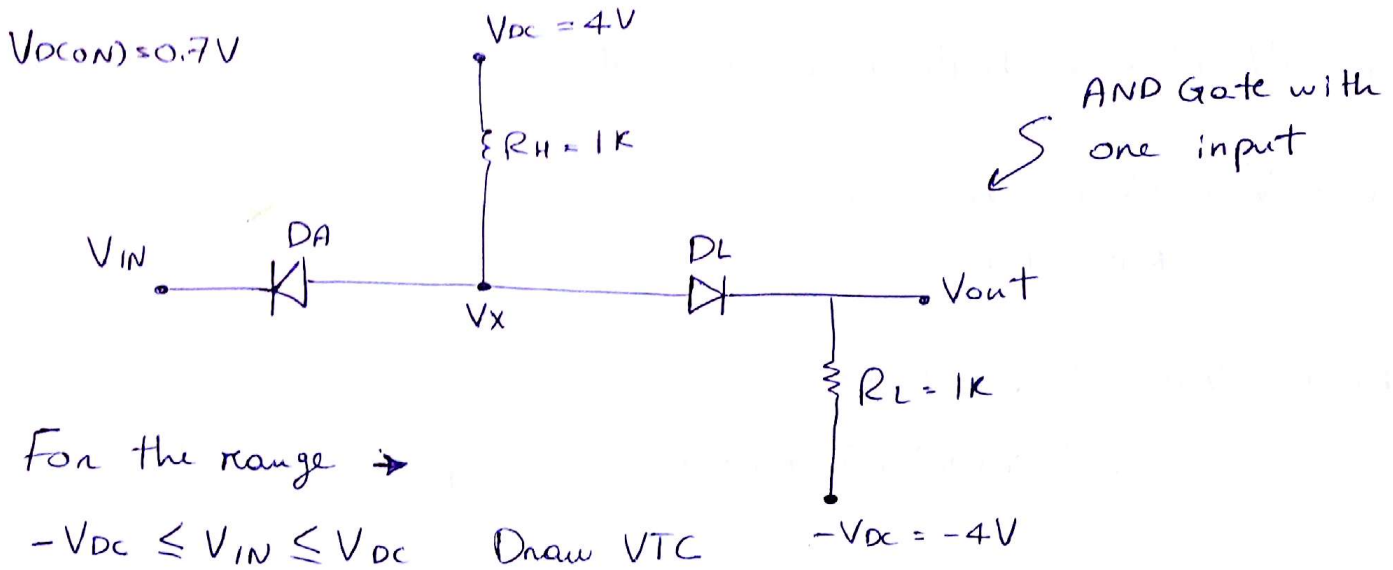 VD(ON) = 0.7V
VDC = 4V
AND Gate with
one input
RH = 1K
VIN
DA
DL
Vout
VX
RL = 1K
For the range →
-VDC ≤ VIN ≤ VDC Draw VTC
-VDC = -4V